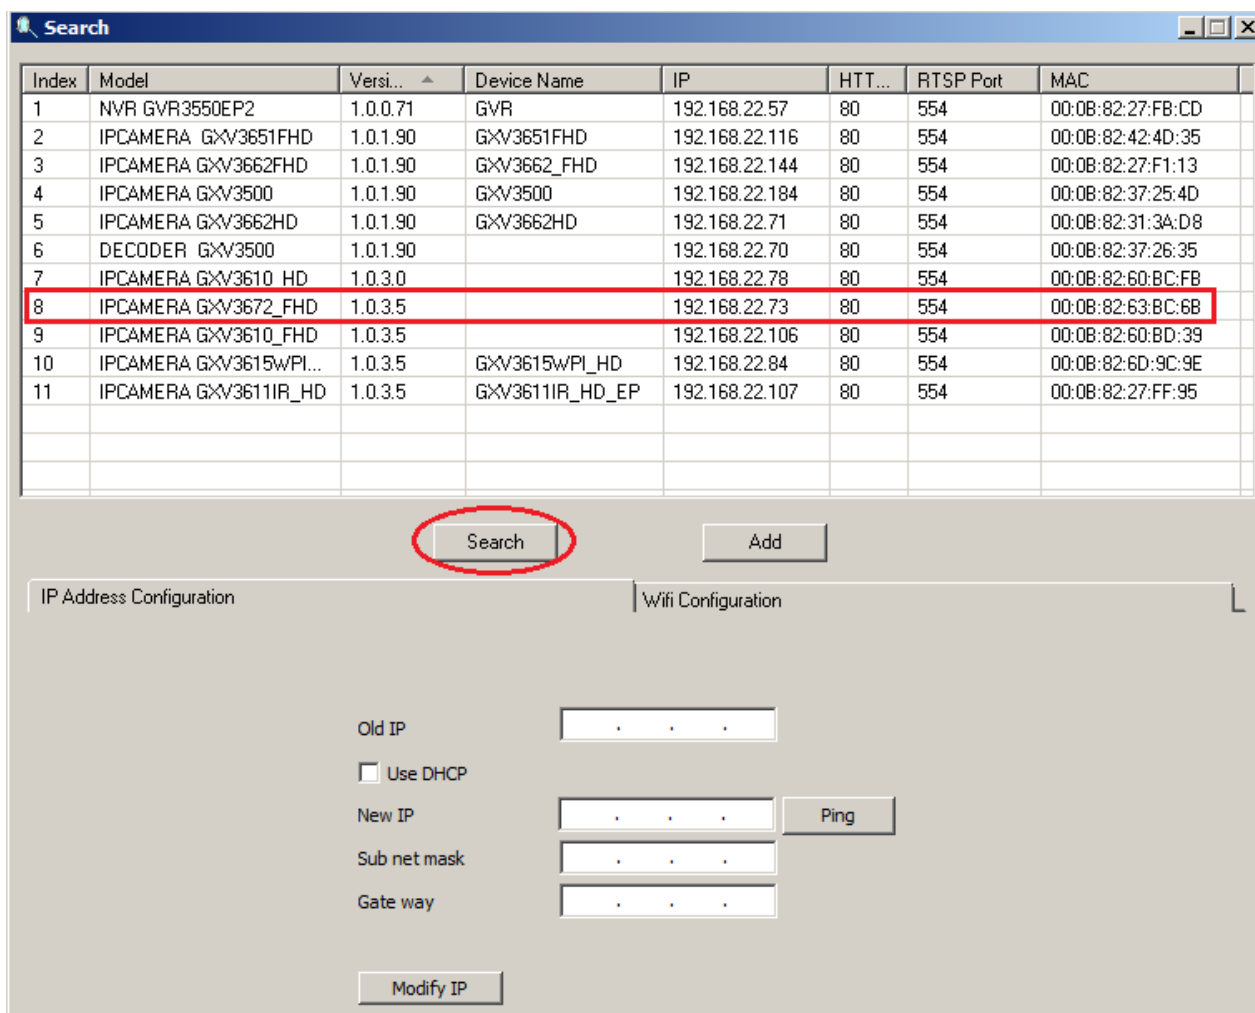 Search
Index Model Versi... Device Name IP HTT... RTSP Port MAC
1 NVR GVR3550EP2 1.0.0.71 GVR 192.168.22.57 80 554 00:0B:82:27:FB:CD
2 IPCAMERA  GXV3651FHD 1.0.1.90 GXV3651FHD 192.168.22.116 80 554 00:0B:82:42:4D:35
3 IPCAMERA GXV3662FHD 1.0.1.90 GXV3662_FHD 192.168.22.144 80 554 00:0B:82:27:F1:13
4 IPCAMERA GXV3500 1.0.1.90 GXV3500 192.168.22.184 80 554 00:0B:82:37:25:4D
5 IPCAMERA GXV3662HD 1.0.1.90 GXV3662HD 192.168.22.71 80 554 00:0B:82:31:3A:D8
6 DECODER  GXV3500 1.0.1.90 192.168.22.70 80 554 00:0B:82:37:26:35
7 IPCAMERA GXV3610_HD 1.0.3.0 192.168.22.78 80 554 00:0B:82:60:BC:FB
8 IPCAMERA GXV3672_FHD 1.0.3.5 192.168.22.73 80 554 00:0B:82:63:BC:6B
9 IPCAMERA GXV3610_FHD 1.0.3.5 192.168.22.106 80 554 00:0B:82:60:BD:39
10 IPCAMERA GXV3615WPI... 1.0.3.5 GXV3615WPI_HD 192.168.22.84 80 554 00:0B:82:6D:9C:9E
11 IPCAMERA GXV3611IR_HD 1.0.3.5 GXV3611IR_HD_EP 192.168.22.107 80 554 00:0B:82:27:FF:95
Search Add
IP Address Configuration Wifi Configuration
Old IP
Use DHCP
New IP Ping
Sub net mask
Gate way
Modify IP